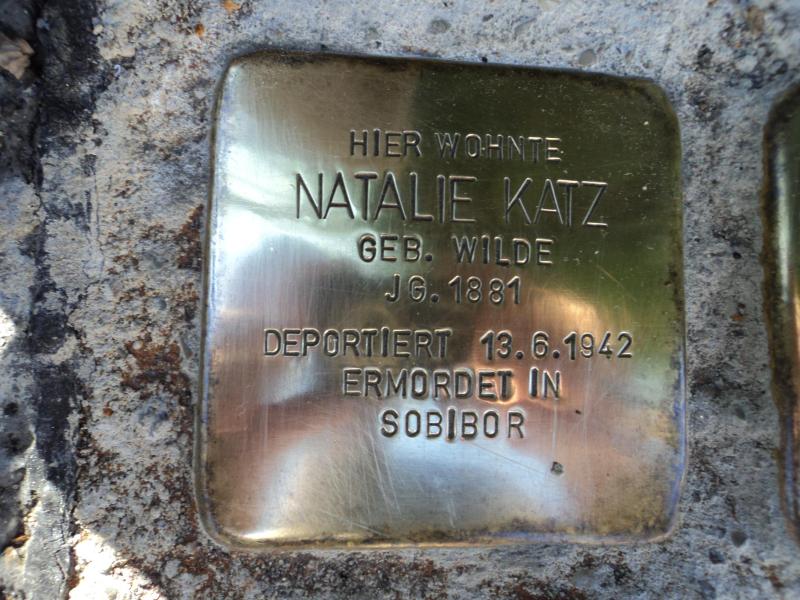 HIER WOHNTE
NATALIE KATZ
GEB. WILDE
JG. 1881
DEPORTIERT 13.6.1942
ERMORDET IN
SOBIBOR